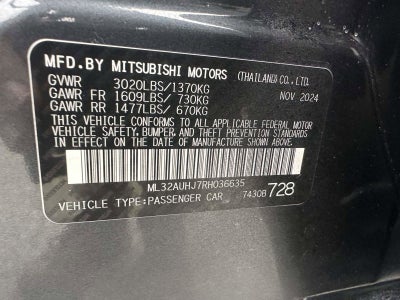 MFD.BY MITSUBISHI MOTORS (THAILAND)CO.,LTD.
GVWR 3020LBS/1370KG NOV 2024
GAWR FR 1609LBS/ 730KG
GAWR RR 1477LBS/ 670KG
THIS VEHICLE CONFORMS TO ALL APPLICABLE FEDERAL MOTOR
VEHICLE SAFETY,BUMPER,AND THEFT PREVENTION STANDARDS
IN EFFECT ON THE DATE OF MANUFACTURE SHOWN ABOVE.
ML32AUHJ7RH036635
VEHICLE TYPE:PASSENGER CAR 7430B 728